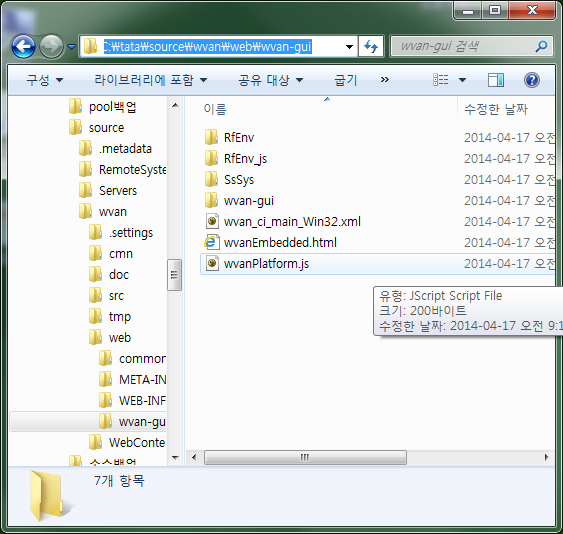 C:\tata\source\wvan\web\wvan-gui
wvan-gui 검색
구성
라이브러리에 포함
공유 대상
굽기
»
pool백업
source
.metadata
RemoteSyste
Servers
wvan
.settings
cmn
doc
src
tmp
web
common
META-IN
WEB-INF
wvan-gu
WebConte
소스백업
이름
수정한 날짜
RfEnv
2014-04-17 오전
RfEnv_js
2014-04-17 오전
SsSys
2014-04-17 오전
wvan-gui
2014-04-17 오전
wvan_ci_main_Win32.xml
2014-04-17 오전
wvanEmbedded.html
2014-04-17 오전
wvanPlatform.js
2014-04-17 오전
유형: JScript Script File
크기: 200바이트
수정한 날짜: 2014-04-17 오전 9:1
7개 항목